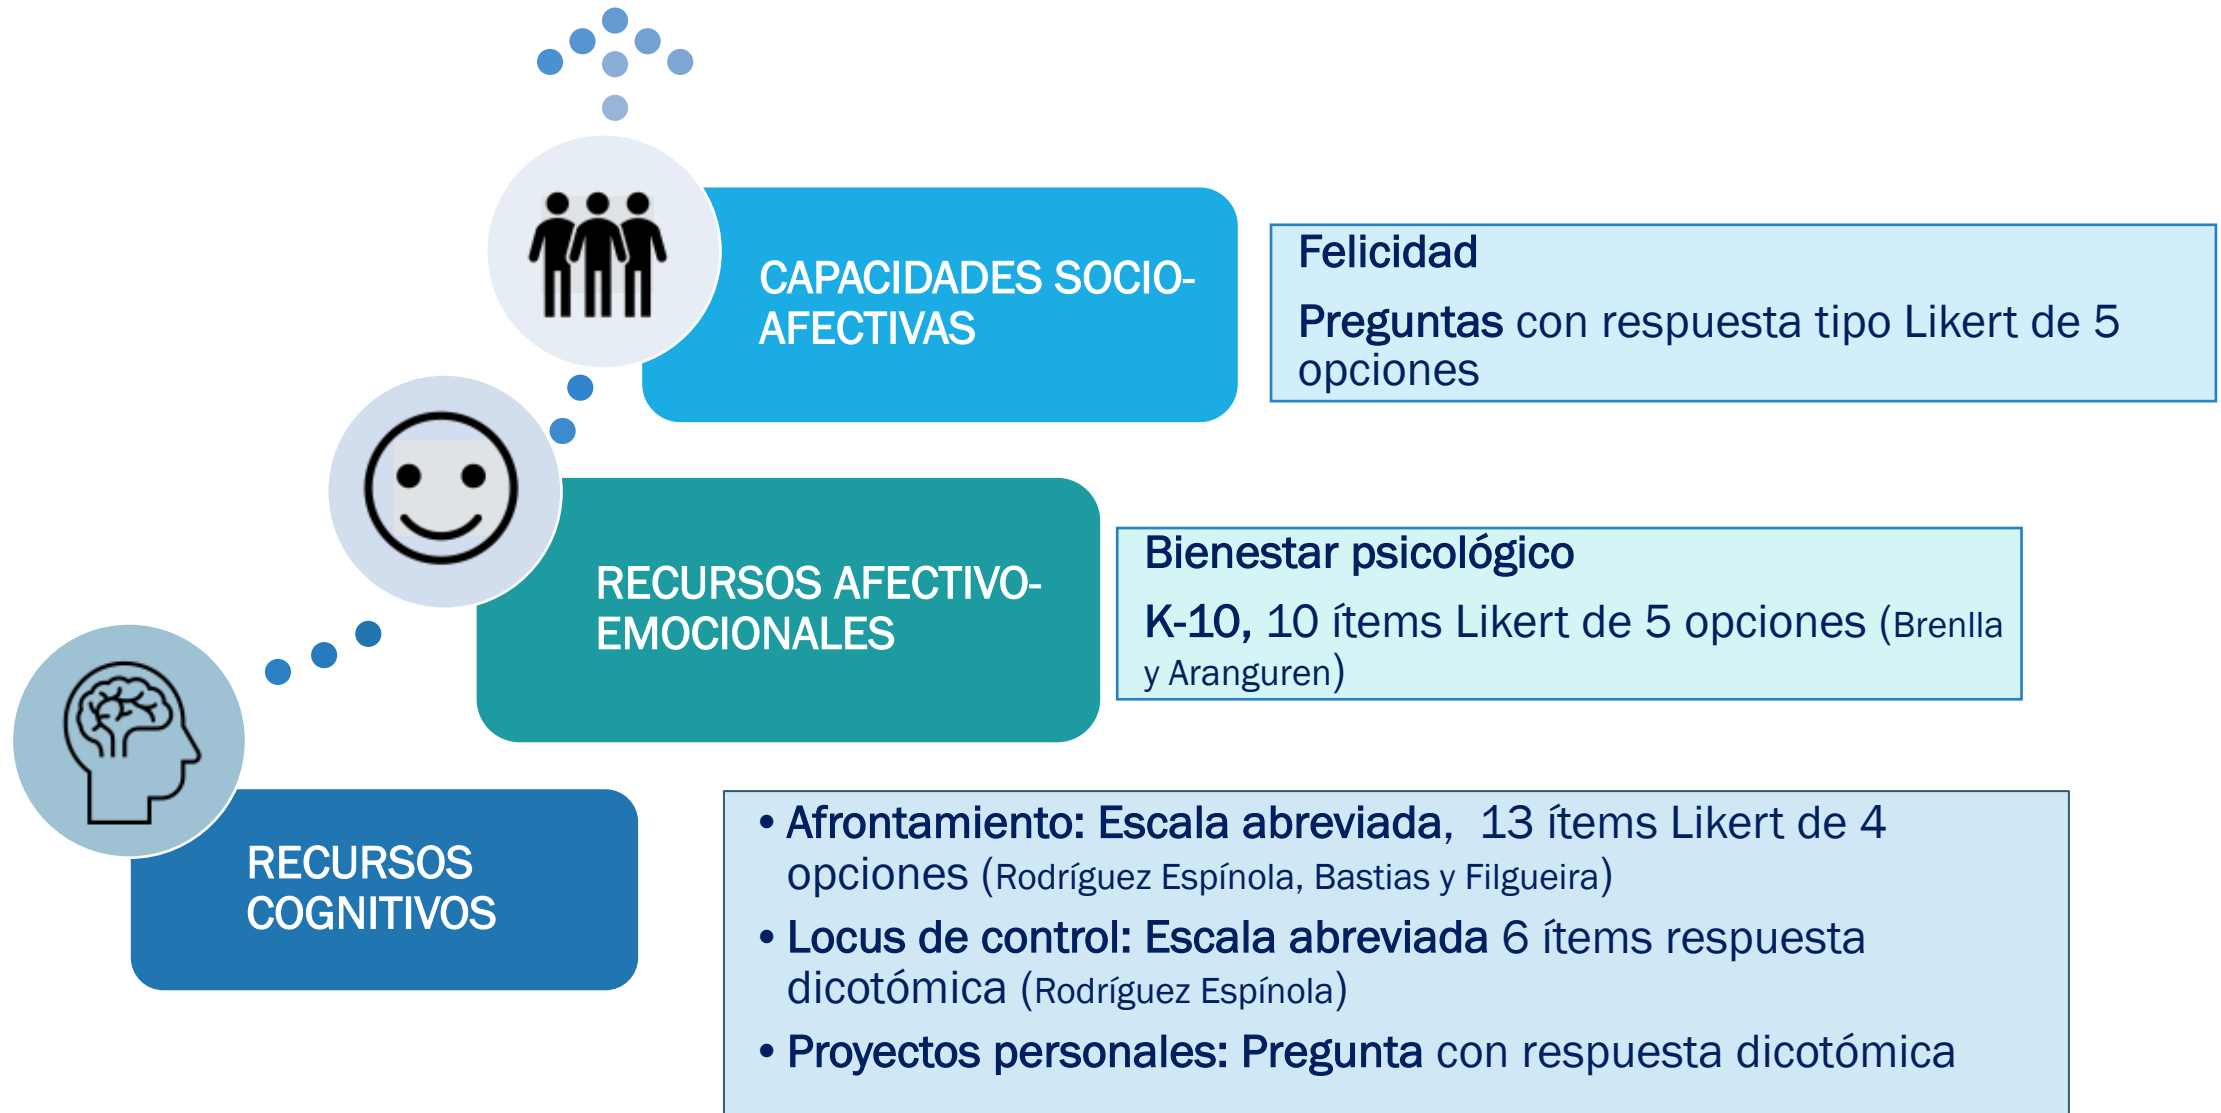 CAPACIDADES SOCIO-
AFECTIVAS
Felicidad
Preguntas con respuesta tipo Likert de 5
opciones
RECURSOS AFECTIVO-
EMOCIONALES
Bienestar psicológico
K-10, 10 ítems Likert de 5 opciones (Brenlla
y Aranguren)
RECURSOS
COGNITIVOS
• Afrontamiento: Escala abreviada, 13 ítems Likert de 4
opciones (Rodríguez Espínola, Bastias y Filgueira)
• Locus de control: Escala abreviada 6 ítems respuesta
dicotómica (Rodríguez Espínola)
• Proyectos personales: Pregunta con respuesta dicotómica